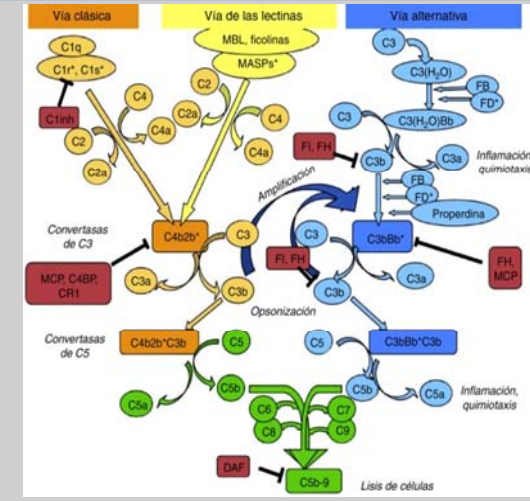 Vía clásica
Vía de las lectinas
Vía alternativa
C1q
C1r*, C1s*
C1inh
C2
C4
C4a
C2a
MBL, ficolinas
MASPs*
C2
C2a
C4
C4a
C3
C3(H₂O)
FB
FD*
C3(H₂O)Bb
C3
FI, FH
C3b
C3a
Inflamación,
quimiotaxis
FB
FD*
Properdina
Amplificación
Convertasas
de C3
C4b2b*
C3
C3
C3bBb*
MCP, C4BP,
CR1
C3a
C3b
FI, FH
C3b
C3a
FH,
MCP
Opsonización
Convertasas
de C5
C4b2b*C3b
C5
C5
C3bBb*C3b
C5a
C5b
C5b
C5a
Inflamación,
quimiotaxis
C6
C7
C8
C9
DAF
C5b-9
Lisis de células